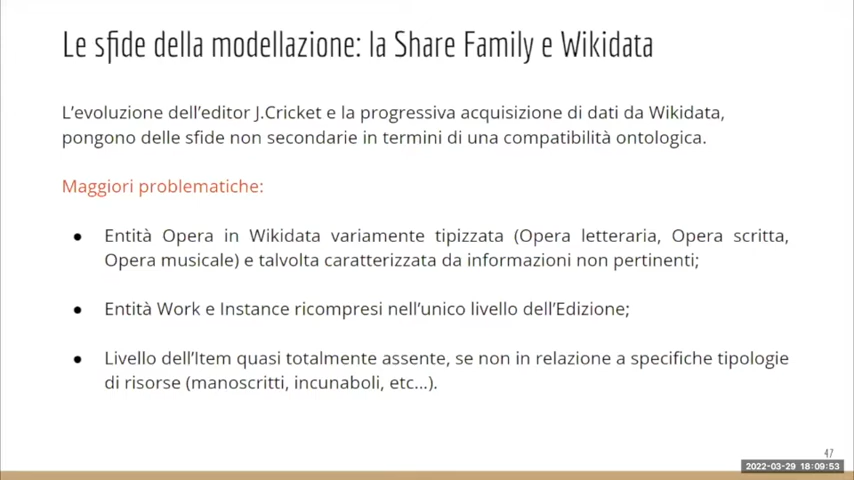 Le sfide della modellazione: la Share Family e Wikidata
L'evoluzione dell'editor J.Cricket e la progressiva acquisizione di dati da Wikidata,
pongono delle sfide non secondarie in termini di una compatibilità ontologica.
Maggiori problematiche:
● Entità Opera in Wikidata variamente tipizzata (Opera letteraria, Opera scritta,
Opera musicale) e talvolta caratterizzata da informazioni non pertinenti;
● Entità Work e Instance ricompresi nell'unico livello dell'Edizione;
● Livello dell'Item quasi totalmente assente, se non in relazione a specifiche tipologie
di risorse (manoscritti, incunaboli, etc...).
47
2022-03-29 18:09:53